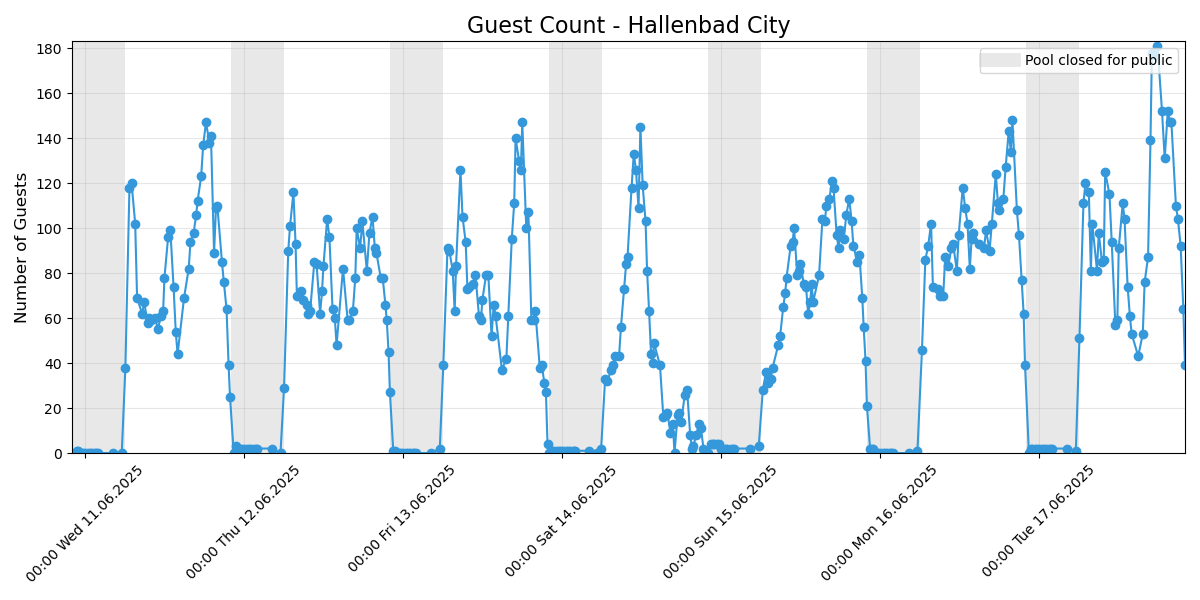 Guest Count - Hallenbad City
Number of Guests
180
160
140
120
100
80
60
40
20
0
Pool closed for public
00:00 Wed 11.06.2025
00:00 Thu 12.06.2025
00:00 Fri 13.06.2025
00:00 Sat 14.06.2025
00:00 Sun 15.06.2025
00:00 Mon 16.06.2025
00:00 Tue 17.06.2025